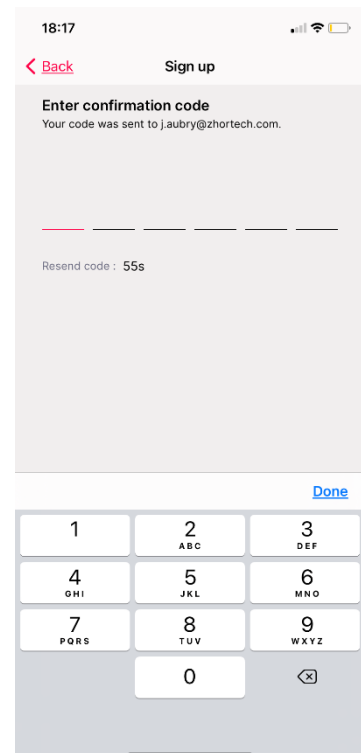 18:17
Back Sign up
Enter confirmation code
Your code was sent to j.aubry@zhortech.com.
Resend code : 55s
Done
1 2 3
ABC DEF
4 5 6
GHI JKL MNO
7 8 9
PQRS TUV WXYZ
0